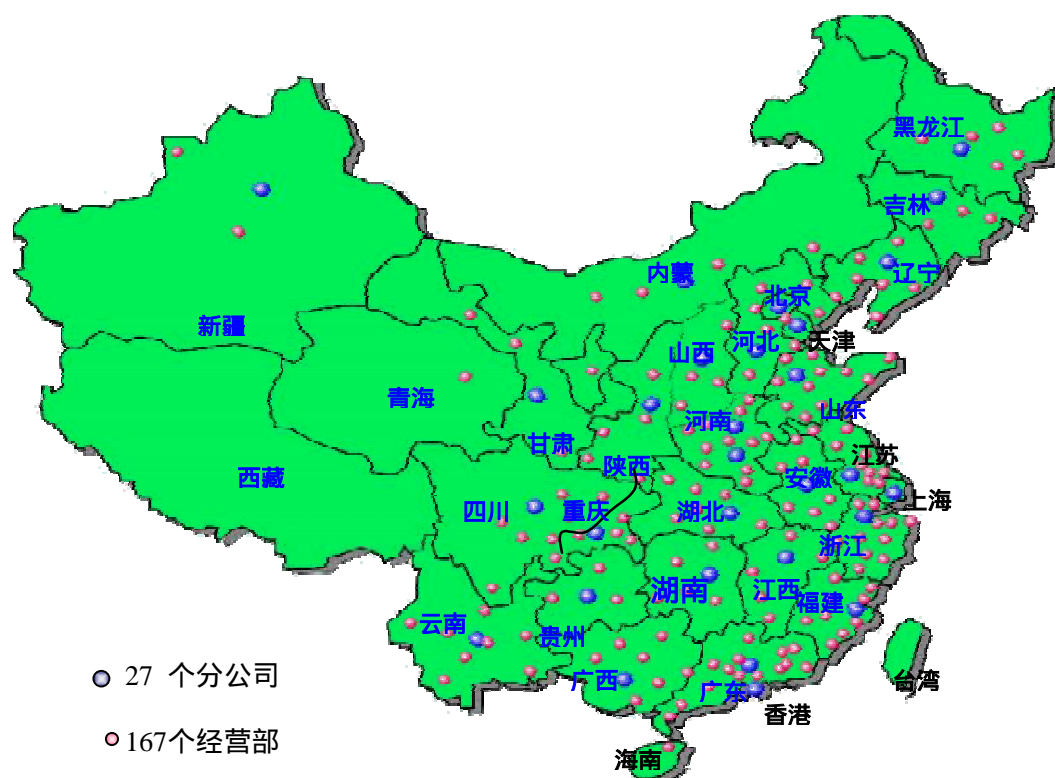 黑龙江
吉林
辽宁
内蒙
北京
新疆
河北
天津
山西
青海
山东
河南
甘肃
江苏
陕西
西藏
安徽
上海
四川
重庆
湖北
浙江
湖南
江西
福建
云南
贵州
广西
广东
台湾
香港
海南
27 个分公司
167个经营部